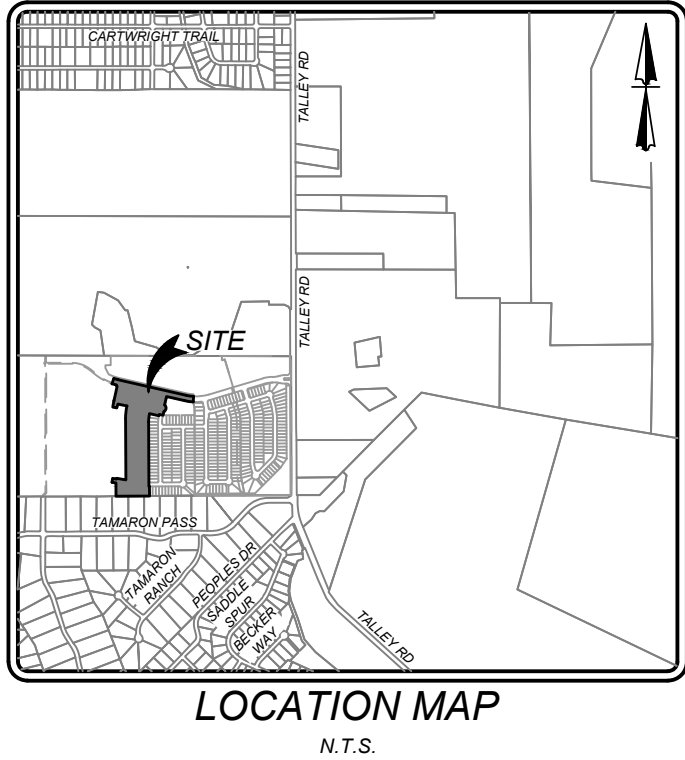 CARTWRIGHT TRAIL
TALLEY RD
TALLEY RD
SITE
TAMARON PASS
TAMARON
RANCH
PEOPLES DR
SADDLE
SPUR
BECKER
WAY
TALLEY RD
LOCATION MAP
N.T.S.